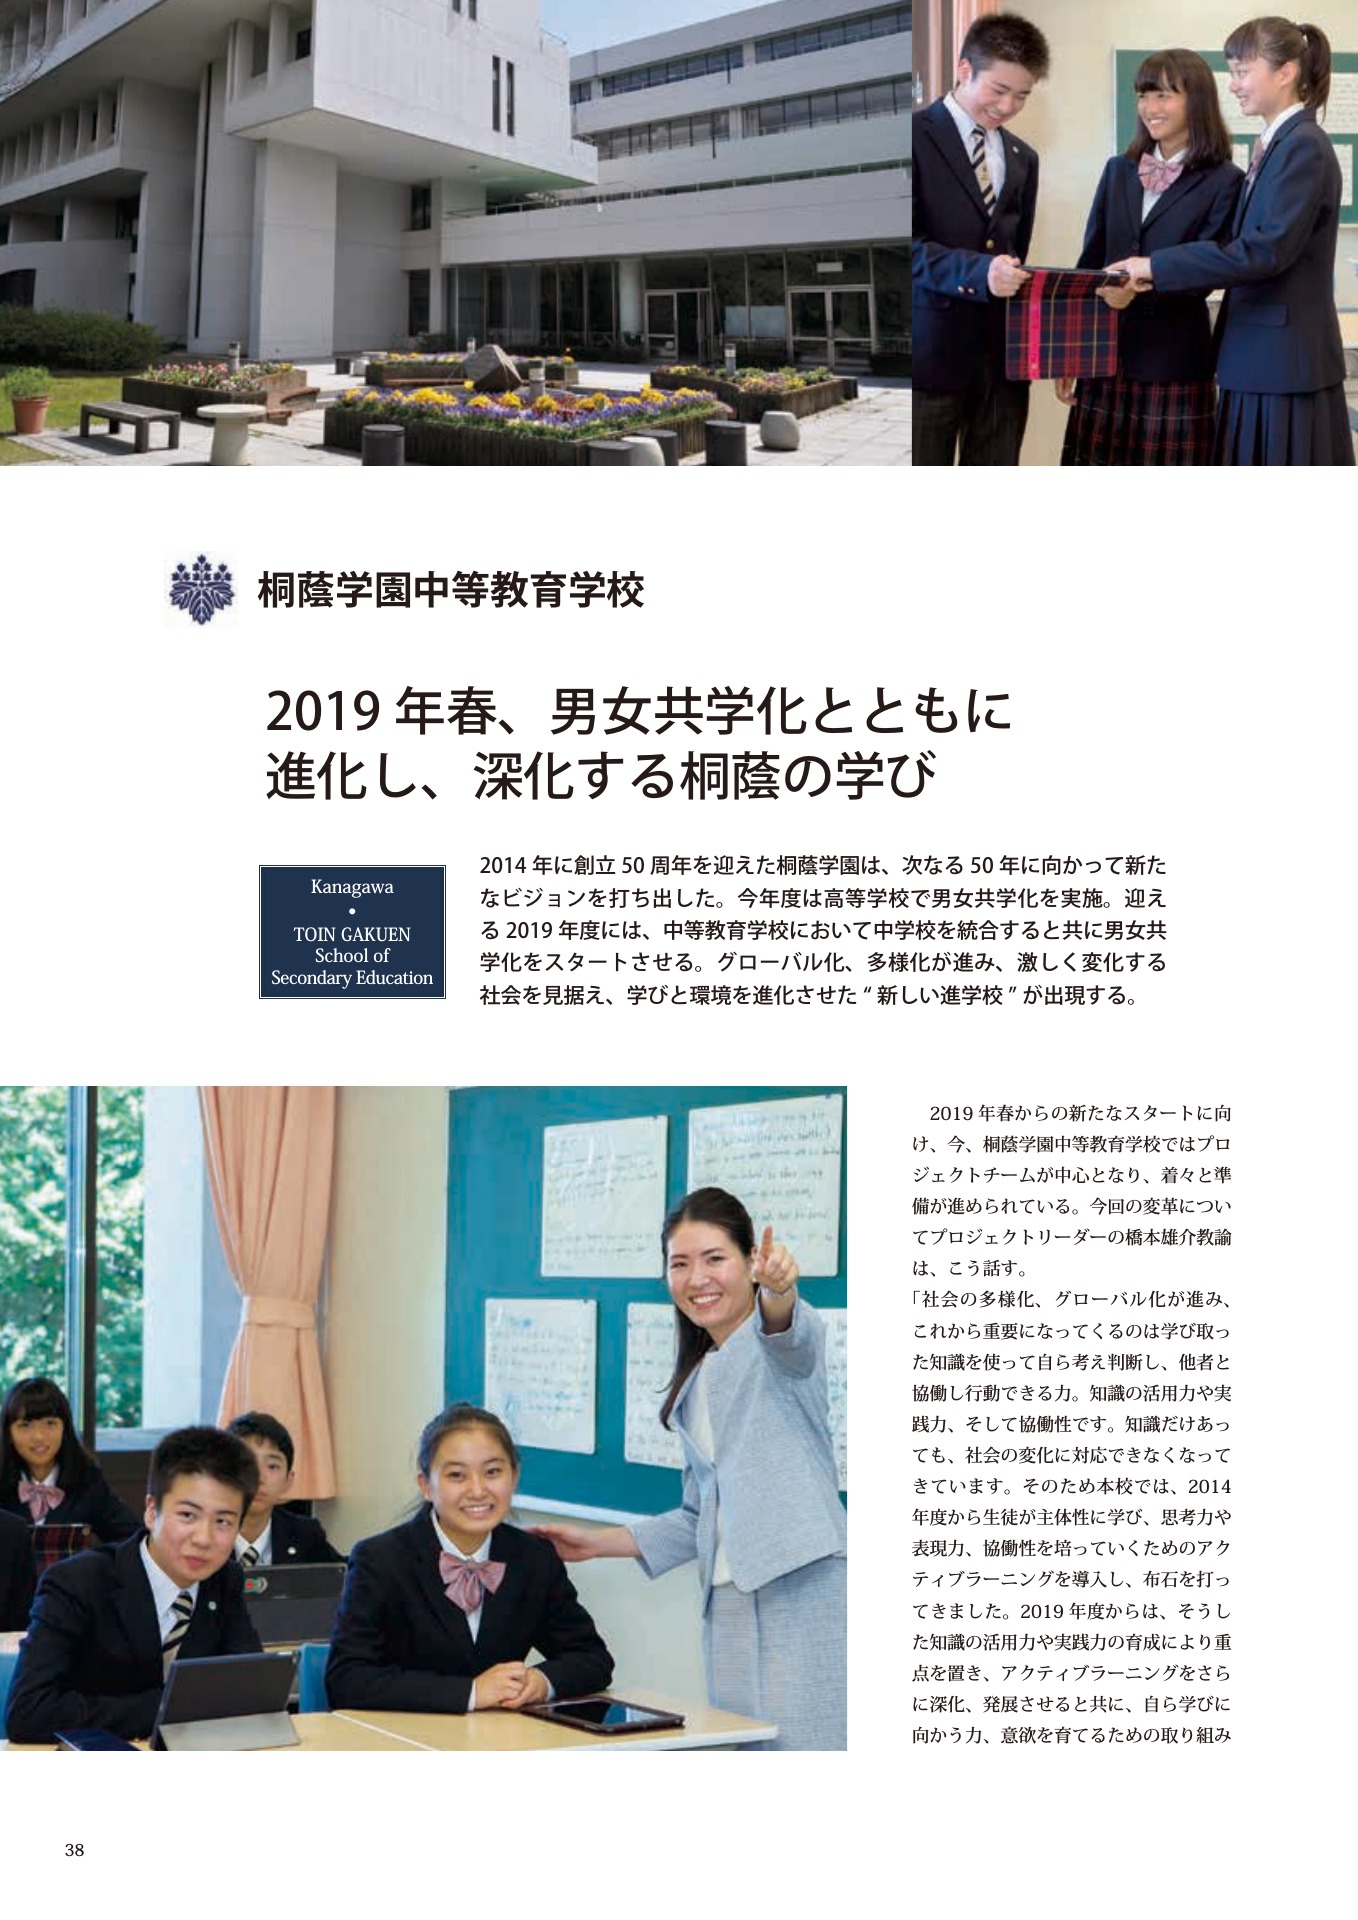 桐蔭学園中等教育学校
2019 年春、男女共学化とともに
進化し、深化する桐蔭の学び
Kanagawa
•
TOIN GAKUEN
School of
Secondary Education
2014 年に創立 50 周年を迎えた桐蔭学園は、次なる 50 年に向かって新た
なビジョンを打ち出した。今年度は高等学校で男女共学化を実施。迎え
る 2019 年度には、中等教育学校において中学校を統合すると共に男女共
学化をスタートさせる。グローバル化、多様化が進み、激しく変化する
社会を見据え、学びと環境を進化させた “ 新しい進学校 ” が出現する。
2019 年春からの新たなスタートに向
け、今、桐蔭学園中等教育学校ではプロ
ジェクトチームが中心となり、着々と準
備が進められている。今回の変革につい
てプロジェクトリーダーの橋本雄介教諭
は、こう話す。
「社会の多様化、グローバル化が進み、
これから重要になってくるのは学び取っ
た知識を使って自ら考え判断し、他者と
協働し行動できる力。知識の活用力や実
践力、そして協働性です。知識だけあっ
ても、社会の変化に対応できなくなって
きています。そのため本校では、2014
年度から生徒が主体性に学び、思考力や
表現力、協働性を培っていくためのアク
ティブラーニングを導入し、布石を打っ
てきました。2019 年度からは、そうし
た知識の活用力や実践力の育成により重
点を置き、アクティブラーニングをさら
に深化、発展させると共に、自ら学びに
向かう力、意欲を育てるための取り組み
38